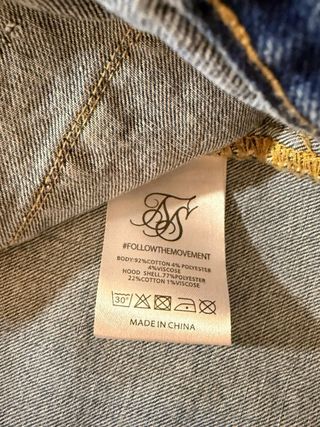 SS
#FOLLOWTHEMOVEMENT
BODY:92%COTTON 4% POLYESTER
4%VISCOSE
HOOD SHELL.77%POLYESTER
22%COTTON 1%VISCOSE
30°
MADE IN CHINA